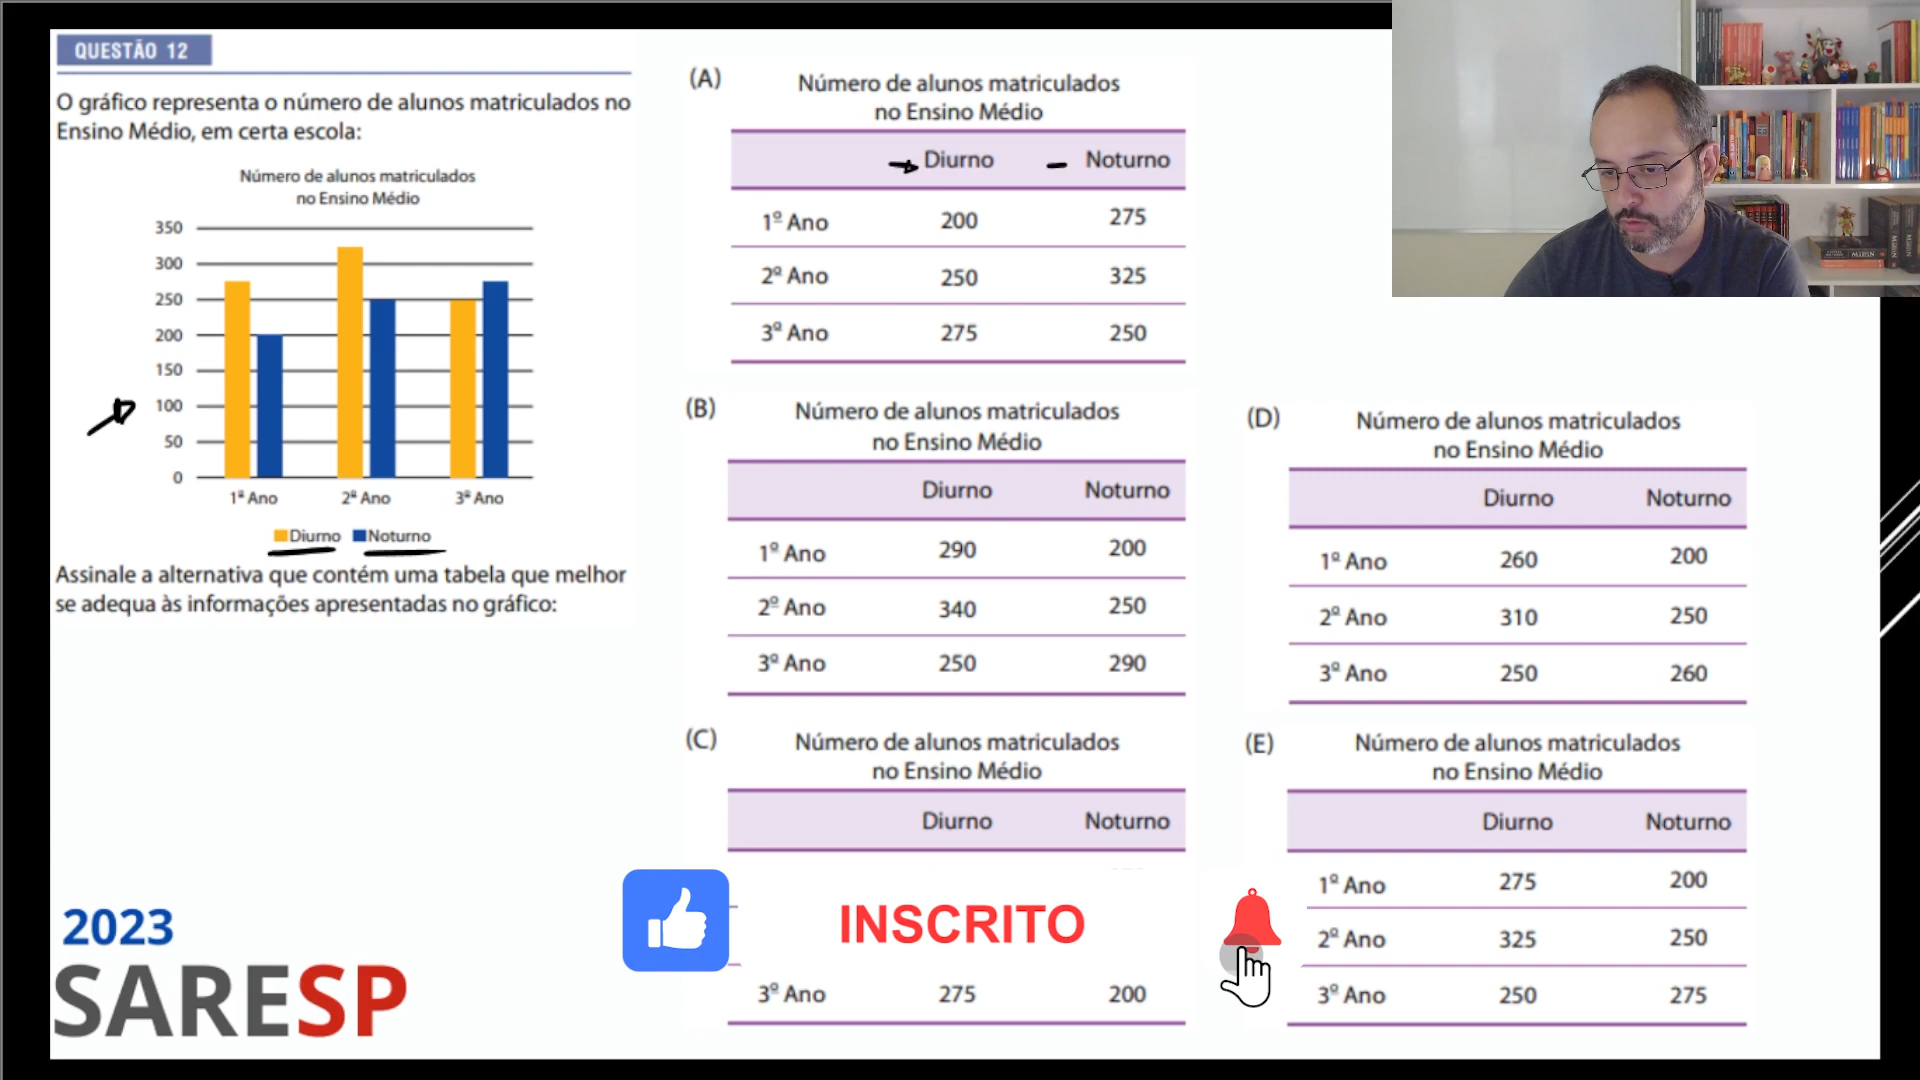 QUESTÃO 12
O gráfico representa o número de alunos matriculados no
Ensino Médio, em certa escola:
Número de alunos matriculados
no Ensino Médio
350
300
250
200
150
100
50
0
1ª Ano 2ª Ano 3ª Ano
Diurno Noturno
Assinale a alternativa que contém uma tabela que melhor
se adequa às informações apresentadas no gráfico:
2023
SARESP
(A)
Número de alunos matriculados
no Ensino Médio
Diurno Noturno
1º Ano 200 275
2º Ano 250 325
3º Ano 275 250
(B)
Número de alunos matriculados
no Ensino Médio
Diurno Noturno
1º Ano 290 200
2º Ano 340 250
3º Ano 250 290
(C)
Número de alunos matriculados
no Ensino Médio
Diurno Noturno
INSCRITO
3º Ano 275 200
(D)
Número de alunos matriculados
no Ensino Médio
Diurno Noturno
1º Ano 260 200
2º Ano 310 250
3º Ano 250 260
(E)
Número de alunos matriculados
no Ensino Médio
Diurno Noturno
1º Ano 275 200
2º Ano 325 250
3º Ano 250 275